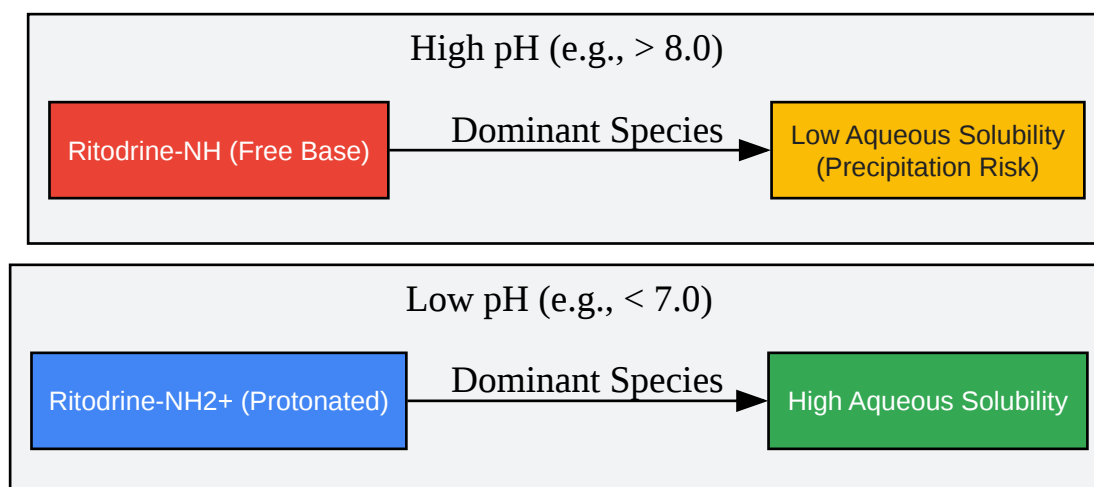 High pH (e.g., > 8.0)
Ritodrine-NH (Free Base)
Dominant Species
Low Aqueous Solubility
(Precipitation Risk)
Low pH (e.g., < 7.0)
Ritodrine-NH2+ (Protonated)
Dominant Species
High Aqueous Solubility